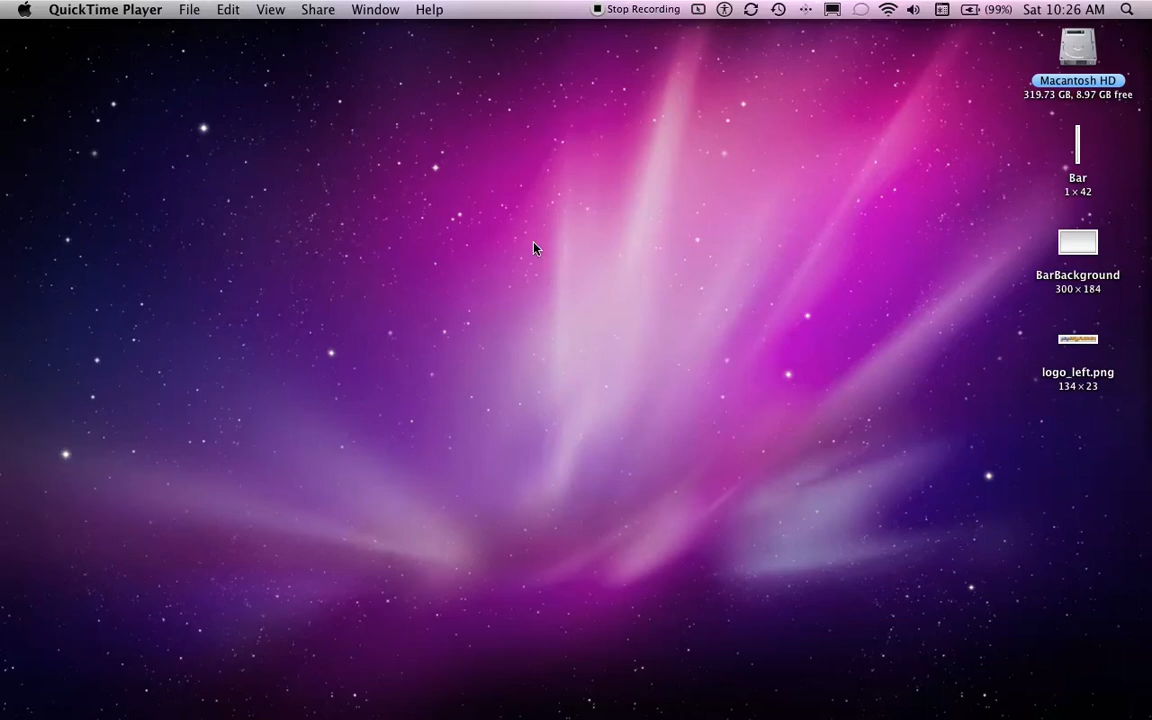 QuickTime Player File Edit View Share Window Help Stop Recording (99%) Sat 10:26 AM
Macintosh HD
319.73 GB, 8.97 GB free
Bar
1 × 42
BarBackground
300 × 184
logo_left.png
134 × 23